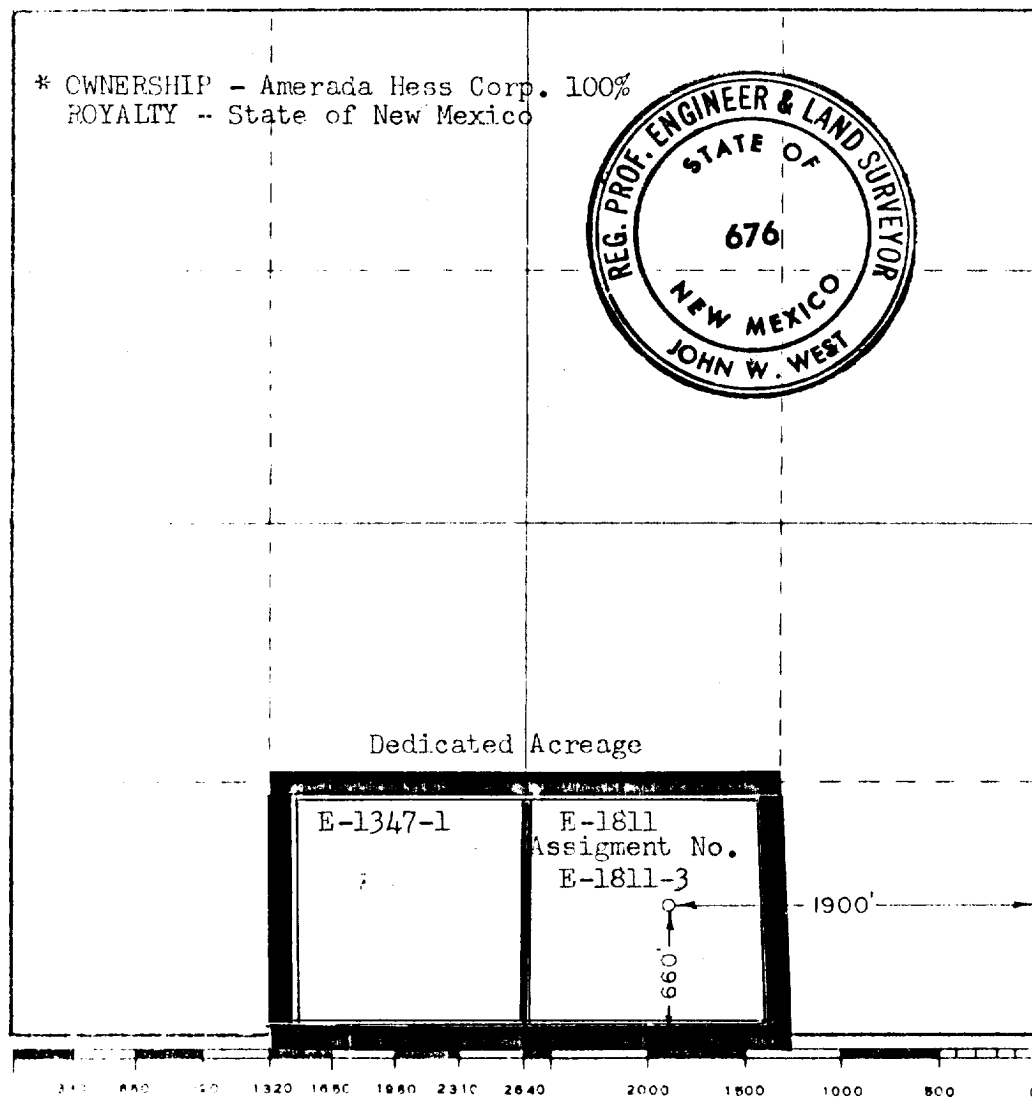 * OWNERSHIP - Amerada Hess Corp. 100%
ROYALTY -- State of New Mexico
REG. PROF. ENGINEER & LAND SURVEYOR
STATE OF
676
NEW MEXICO
JOHN W. WEST
Dedicated Acreage
E-1347-1
E-1811
Assigment No.
E-1811-3
1900'
660'
1320 1650 1980 2310 2640 2000 1500 1000 500